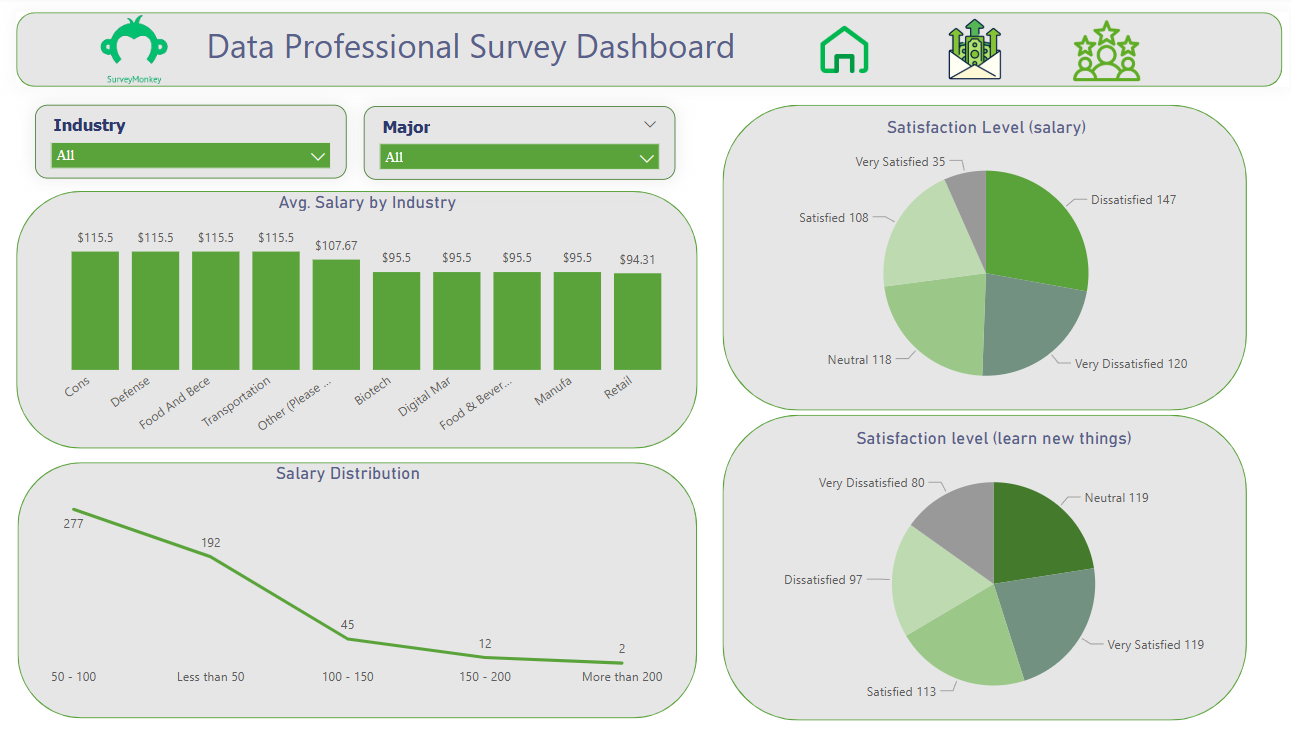 SurveyMonkey
Data Professional Survey Dashboard
Industry
All
Major
All
Avg. Salary by Industry
$115.5 $115.5 $115.5 $115.5 $107.67 $95.5 $95.5 $95.5 $95.5 $94.31
Cons Defense Food And Bece Transportation Other (Please ... Biotech Digital Mar Food & Bever... Manufa Retail
Salary Distribution
277 192 45 12 2
50 - 100 Less than 50 100 - 150 150 - 200 More than 200
Satisfaction Level (salary)
Very Satisfied 35
Dissatisfied 147
Satisfied 108
Neutral 118
Very Dissatisfied 120
Satisfaction level (learn new things)
Very Dissatisfied 80
Neutral 119
Dissatisfied 97
Very Satisfied 119
Satisfied 113